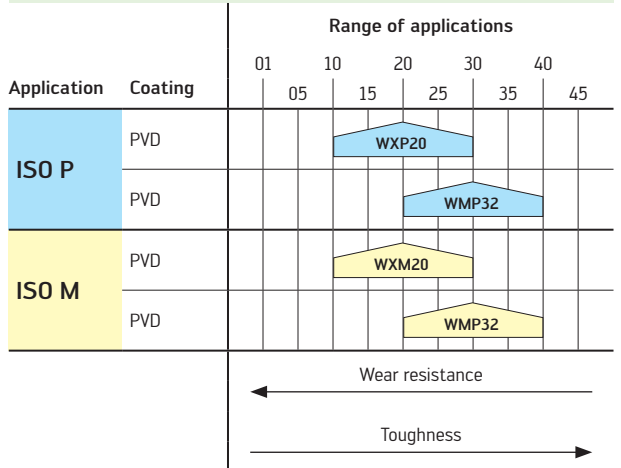 Range of applications
01 10 20 30 40
Application Coating 05 15 25 35 45
ISO P
PVD WXP20
PVD WMP32
ISO M
PVD WXM20
PVD WMP32
Wear resistance
Toughness